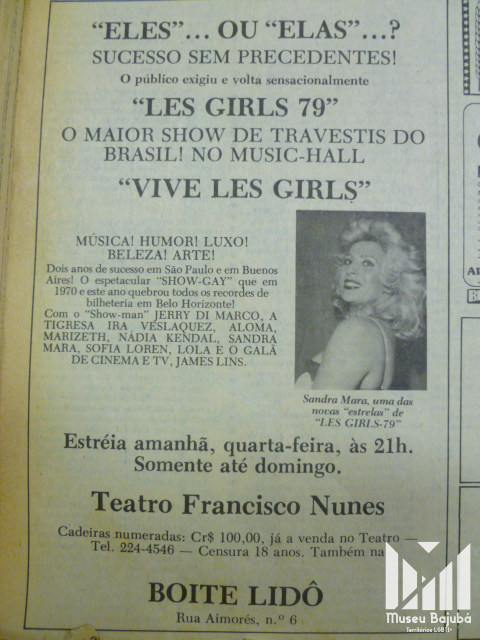 "ELES"... OU "ELAS"...?
SUCESSO SEM PRECEDENTES!
O público exigiu e volta sensacionalmente
"LES GIRLS 79"
O MAIOR SHOW DE TRAVESTIS DO
BRASIL! NO MUSIC-HALL
"VIVE LES GIRLS"
MÚSICA! HUMOR! LUXO!
BELEZA! ARTE!
Dois anos de sucesso em São Paulo e em Buenos
Aires! O espetacular "SHOW-GAY" que em
1970 e este ano quebrou todos os recordes de
bilheteria em Belo Horizonte!
Com o "Show-man" JERRY DI MARCO, A
TIGRESA IRA VESLAQUEZ, ALOMA,
MARIZETH, NÁDIA KENDAL, SANDRA
MARA, SOFIA LOREN, LOLA E O GALÃ
DE CINEMA E TV, JAMES LINS.
Sandra Mara, uma das
novas "estrelas" de
"LES GIRLS-79"
Estréia amanhã, quarta-feira, às 21h.
Somente até domingo.
Teatro Francisco Nunes
Cadeiras numeradas: Cr$ 100,00, já a venda no Teatro —
Tel. 224-4546 — Censura 18 anos. Também na
BOITE LIDÔ
Rua Aimorés, n.º 6
Museu Bajubá
Territórios LGBTI+